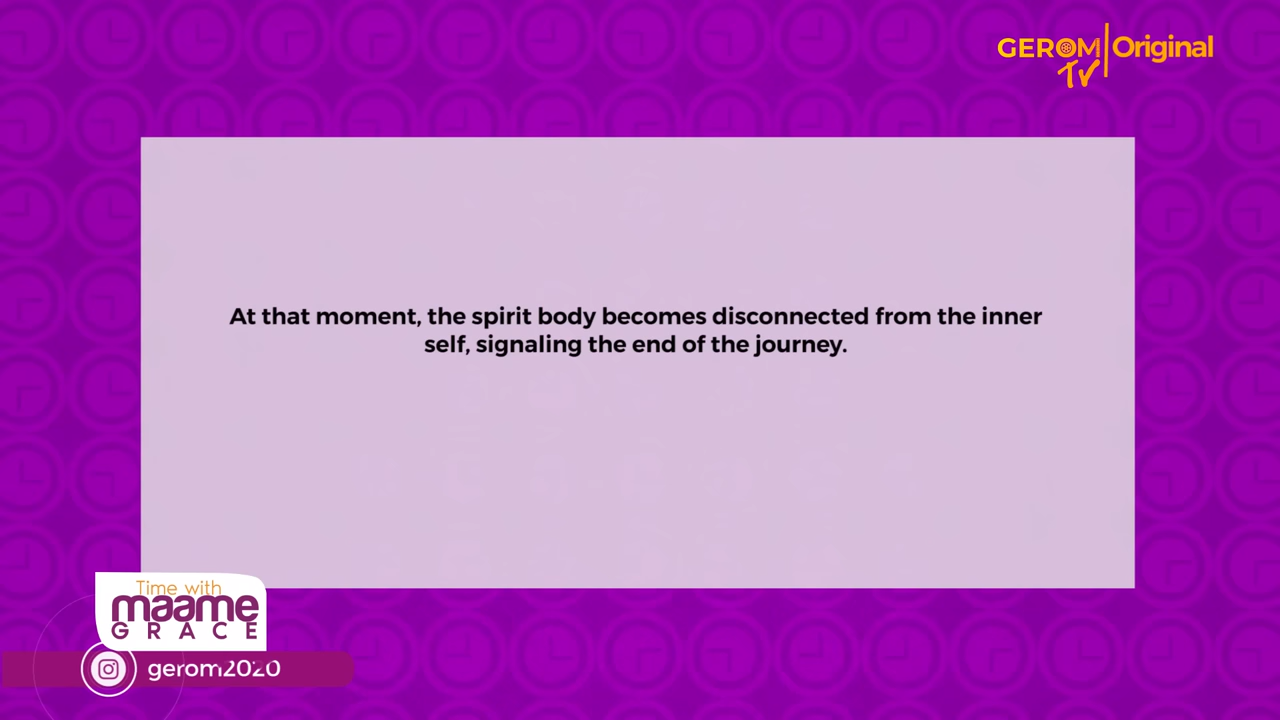 GEROM TV | Original
At that moment, the spirit body becomes disconnected from the inner
self, signaling the end of the journey.
Time with
maame
GRACE
gerom2020